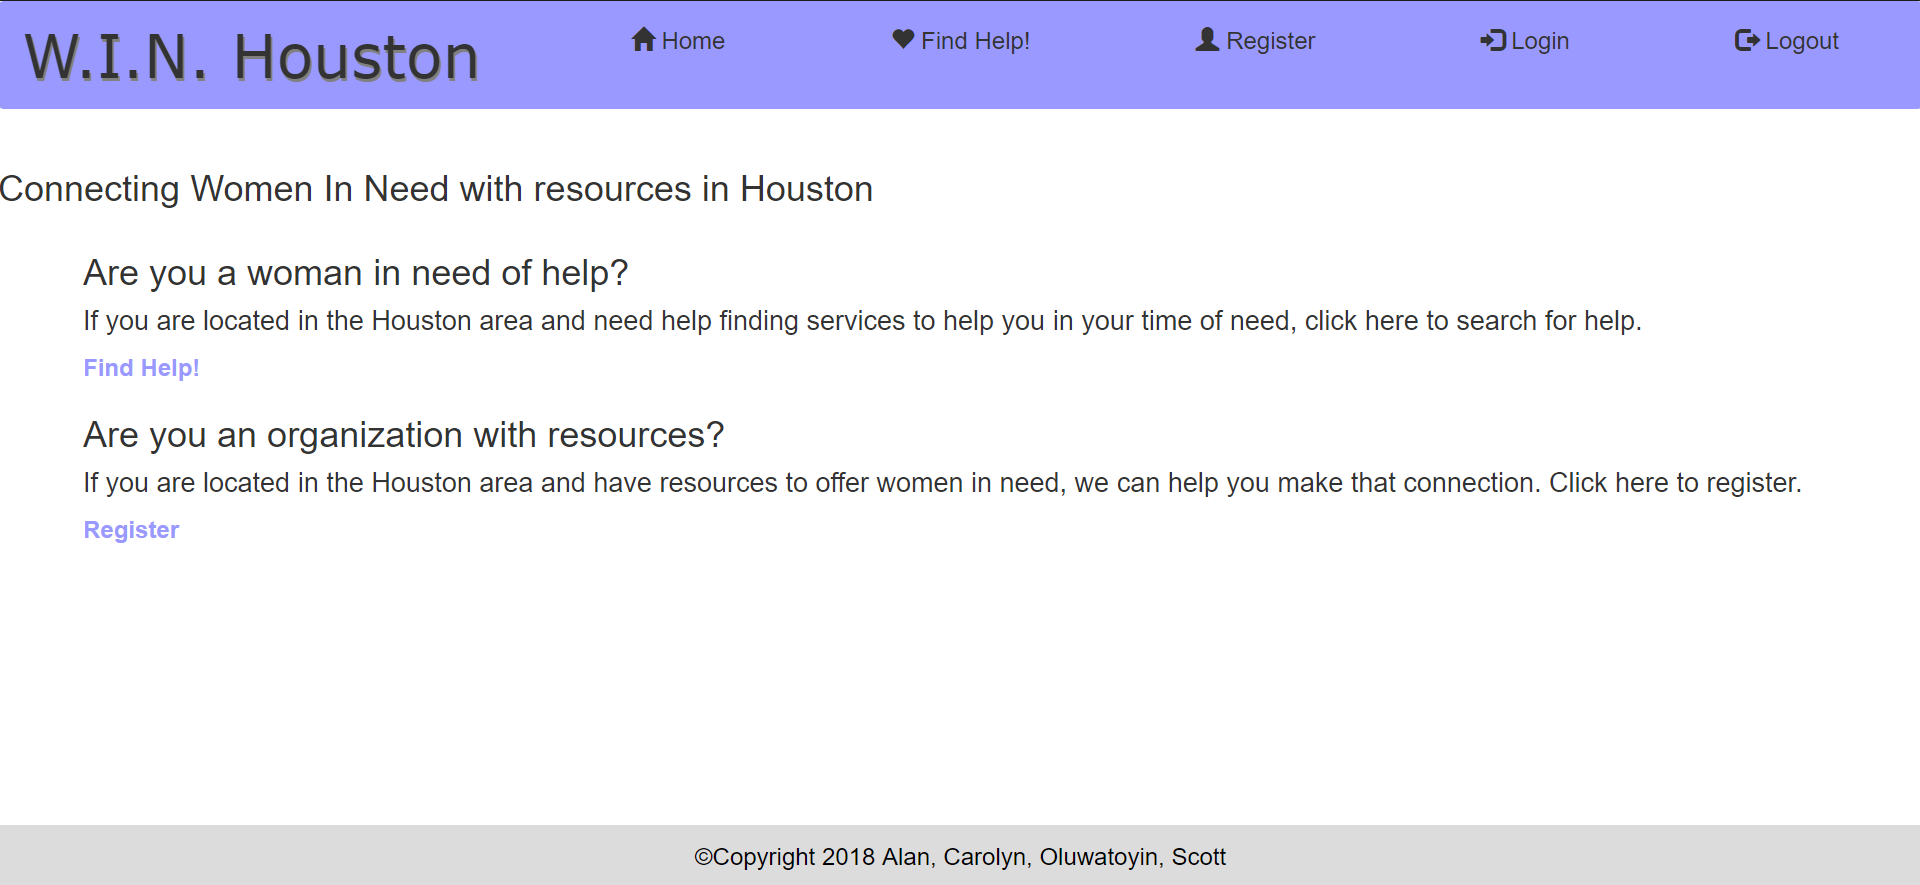 W.I.N. Houston
Home
Find Help!
Register
Login
Logout
Connecting Women In Need with resources in Houston
Are you a woman in need of help?
If you are located in the Houston area and need help finding services to help you in your time of need, click here to search for help.
Find Help!
Are you an organization with resources?
If you are located in the Houston area and have resources to offer women in need, we can help you make that connection. Click here to register.
Register
©Copyright 2018 Alan, Carolyn, Oluwatoyin, Scott